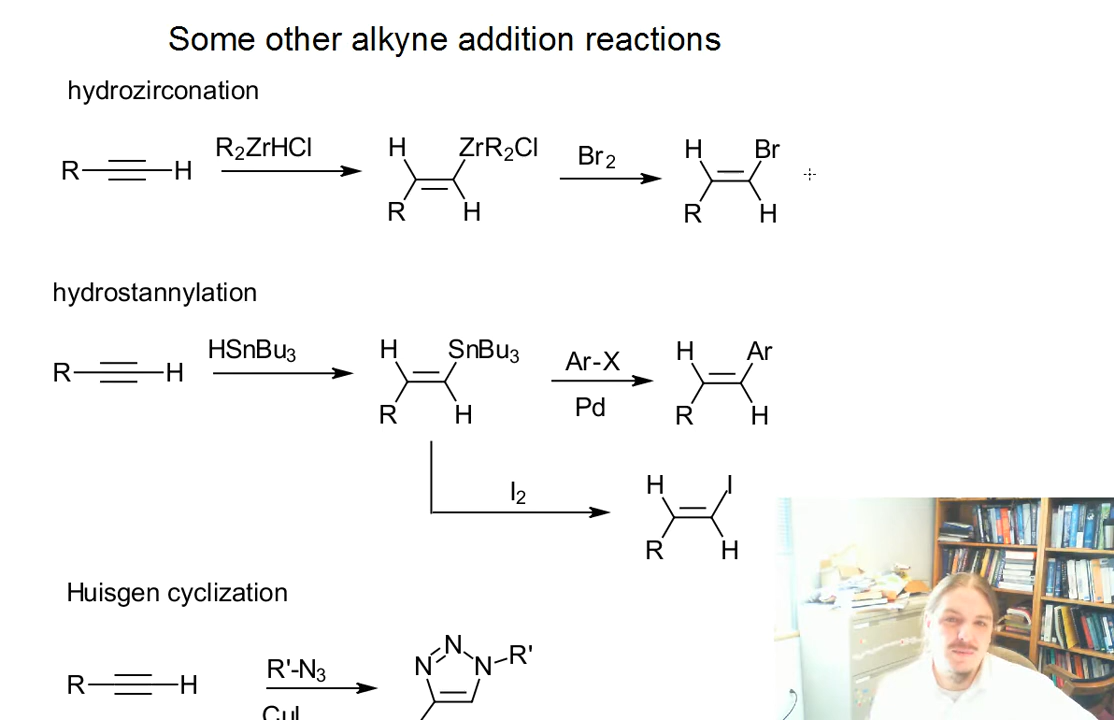 Some other alkyne addition reactions
hydrozirconation
R H
R₂ZrHCl
H ZrR₂Cl
R H
Br₂
H Br
R H
hydrostannylation
R H
HSnBu₃
H SnBu₃
R H
Ar-X
Pd
H Ar
R H
I₂
H I
R H
Huisgen cyclization
R H
R'-N₃
CuI
N
N N R'